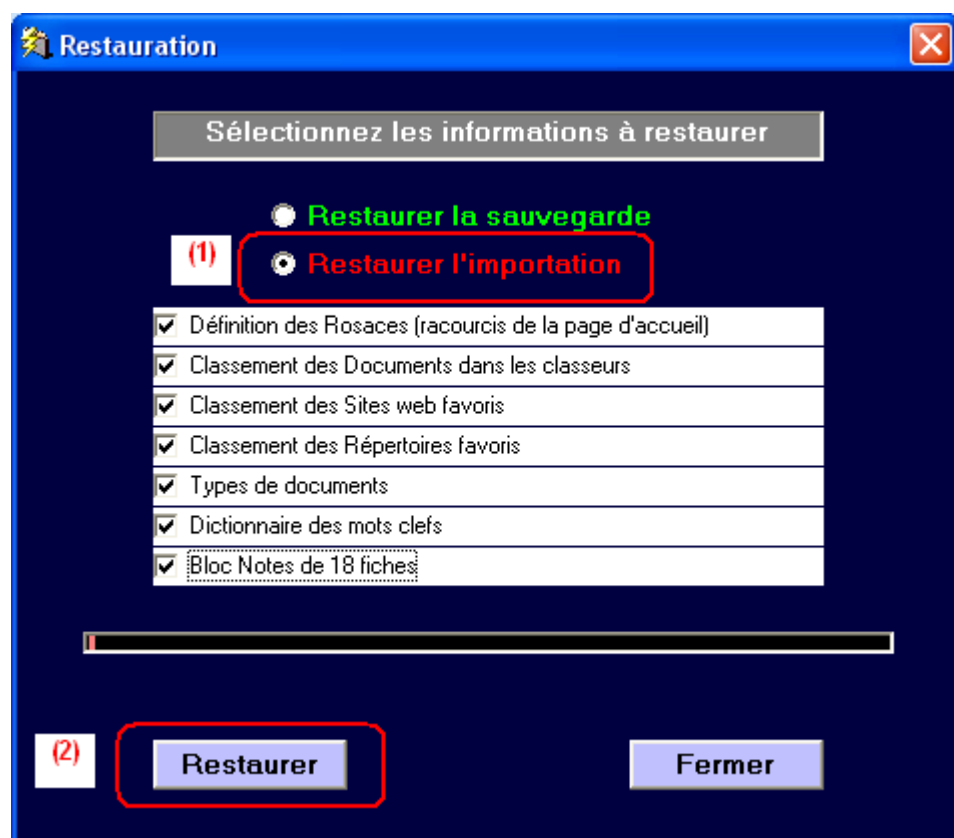 Restauration
Sélectionnez les informations à restaurer
Restaurer la sauvegarde
(1)
Restaurer l'importation
Définition des Rosaces (racourcis de la page d'accueil)
Classement des Documents dans les classeurs
Classement des Sites web favoris
Classement des Répertoires favoris
Types de documents
Dictionnaire des mots clefs
Bloc Notes de 18 fiches
(2)
Restaurer
Fermer